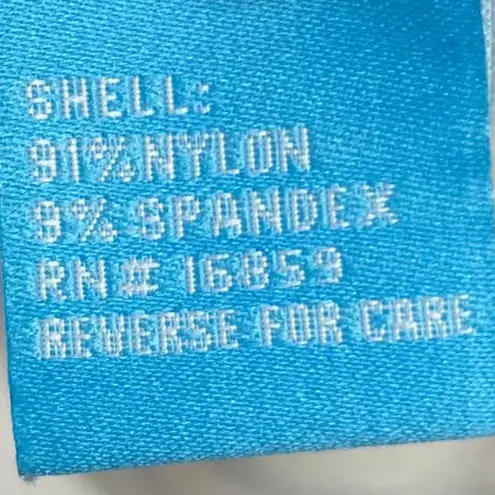 SHELL:
91% NYLON
9% SPANDEX
RN# 16859
REVERSE FOR CARE